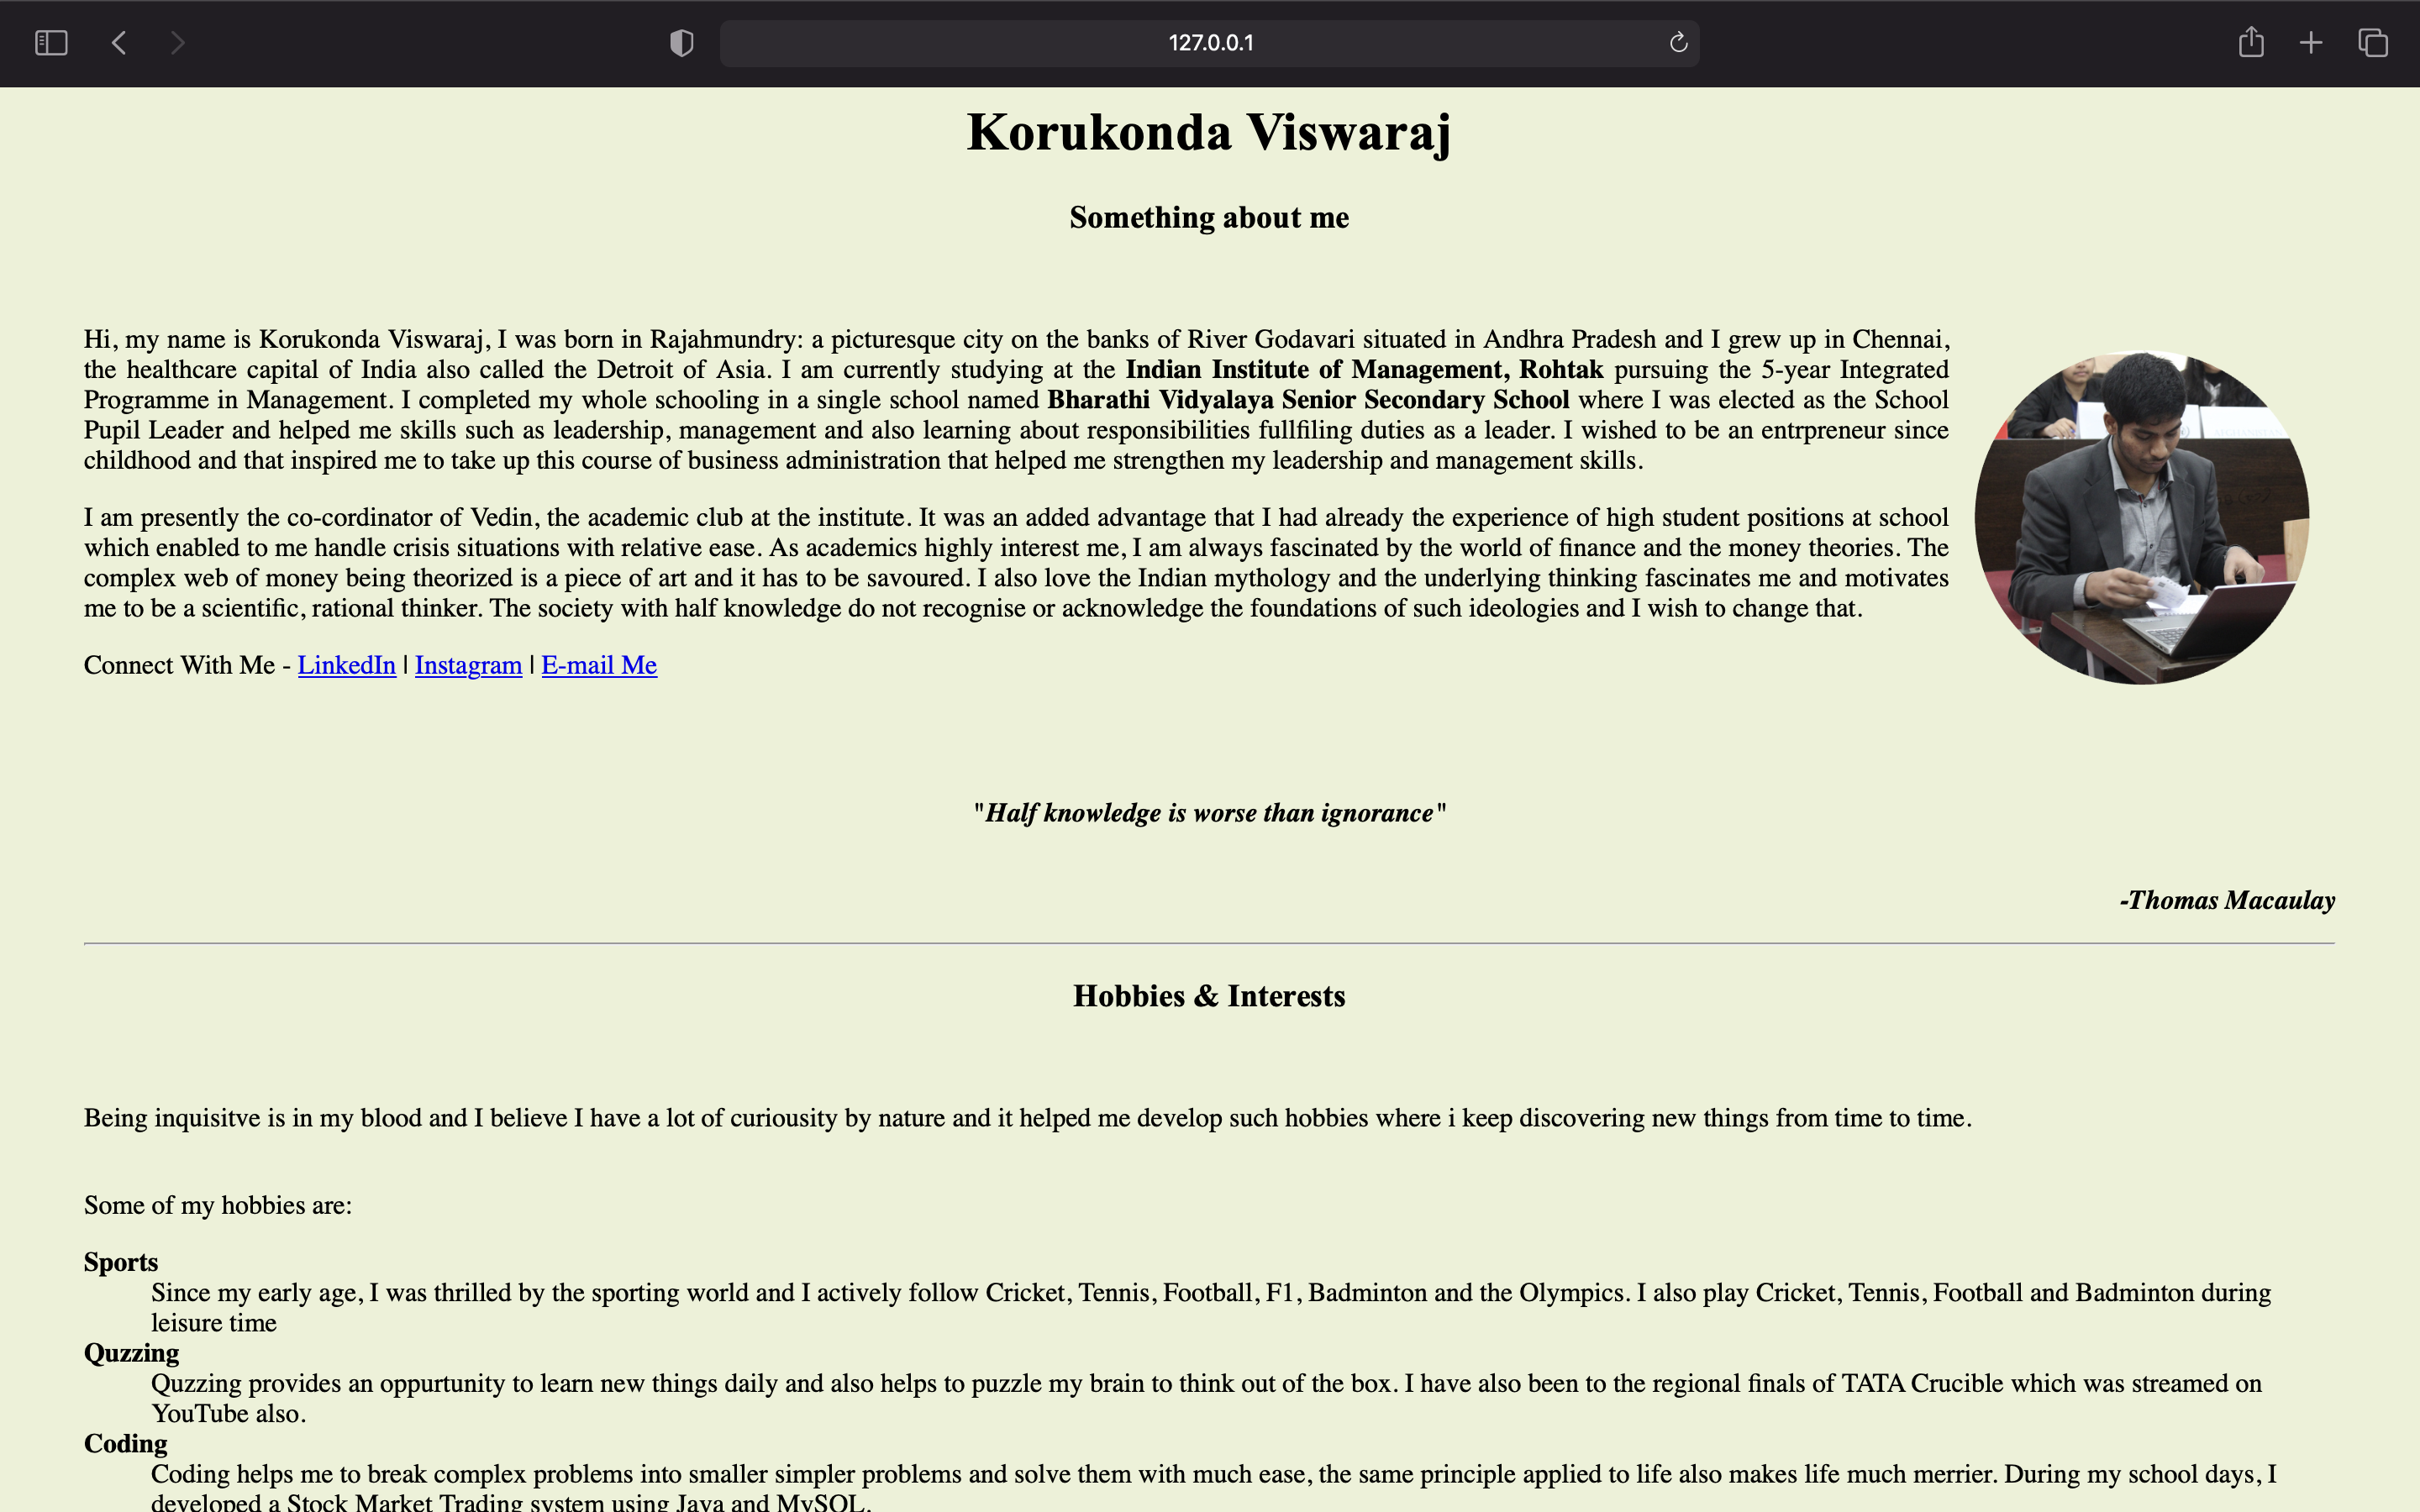 127.0.0.1
Korukonda Viswaraj
Something about me
Hi, my name is Korukonda Viswaraj, I was born in Rajahmundry: a picturesque city on the banks of River Godavari situated in Andhra Pradesh and I grew up in Chennai,
the healthcare capital of India also called the Detroit of Asia. I am currently studying at the Indian Institute of Management, Rohtak pursuing the 5-year Integrated
Programme in Management. I completed my whole schooling in a single school named Bharathi Vidyalaya Senior Secondary School where I was elected as the School
Pupil Leader and helped me skills such as leadership, management and also learning about responsibilities fullfiling duties as a leader. I wished to be an entrpreneur since
childhood and that inspired me to take up this course of business administration that helped me strengthen my leadership and management skills.
I am presently the co-cordinator of Vedin, the academic club at the institute. It was an added advantage that I had already the experience of high student positions at school
which enabled to me handle crisis situations with relative ease. As academics highly interest me, I am always fascinated by the world of finance and the money theories. The
complex web of money being theorized is a piece of art and it has to be savoured. I also love the Indian mythology and the underlying thinking fascinates me and motivates
me to be a scientific, rational thinker. The society with half knowledge do not recognise or acknowledge the foundations of such ideologies and I wish to change that.
Connect With Me - LinkedIn | Instagram | E-mail Me
"Half knowledge is worse than ignorance"
-Thomas Macaulay
Hobbies & Interests
Being inquisitve is in my blood and I believe I have a lot of curiousity by nature and it helped me develop such hobbies where i keep discovering new things from time to time.
Some of my hobbies are:
Sports
Since my early age, I was thrilled by the sporting world and I actively follow Cricket, Tennis, Football, F1, Badminton and the Olympics. I also play Cricket, Tennis, Football and Badminton during
leisure time
Quzzing
Quzzing provides an oppurtunity to learn new things daily and also helps to puzzle my brain to think out of the box. I have also been to the regional finals of TATA Crucible which was streamed on
YouTube also.
Coding
Coding helps me to break complex problems into smaller simpler problems and solve them with much ease, the same principle applied to life also makes life much merrier. During my school days, I
developed a Stock Market Trading system using Java and MySQL.